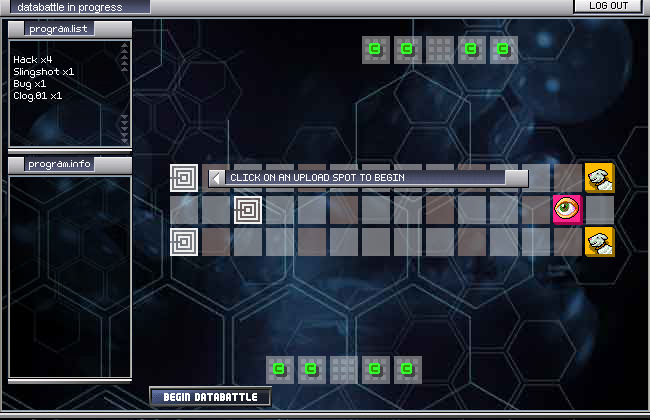 databattle in progress
LOG OUT
program.list
Hack x4
Slingshot x1
Bug x1
Clog.01 x1
program.info
CLICK ON AN UPLOAD SPOT TO BEGIN
BEGIN DATABATTLE